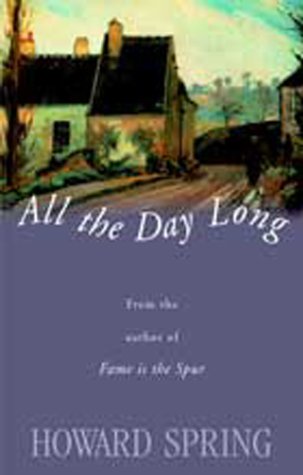 All the Day Long
From the
author of
Fame is the Spur
HOWARD SPRING